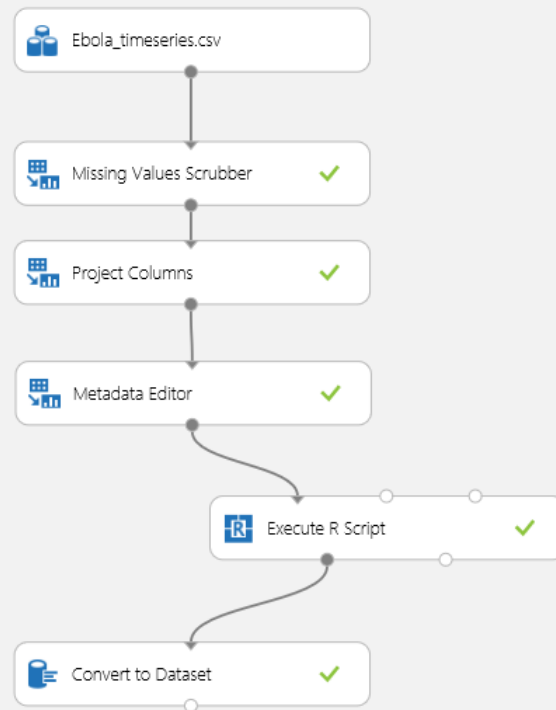 Ebola_timeseries.csv
Missing Values Scrubber
Project Columns
Metadata Editor
R Execute R Script
Convert to Dataset